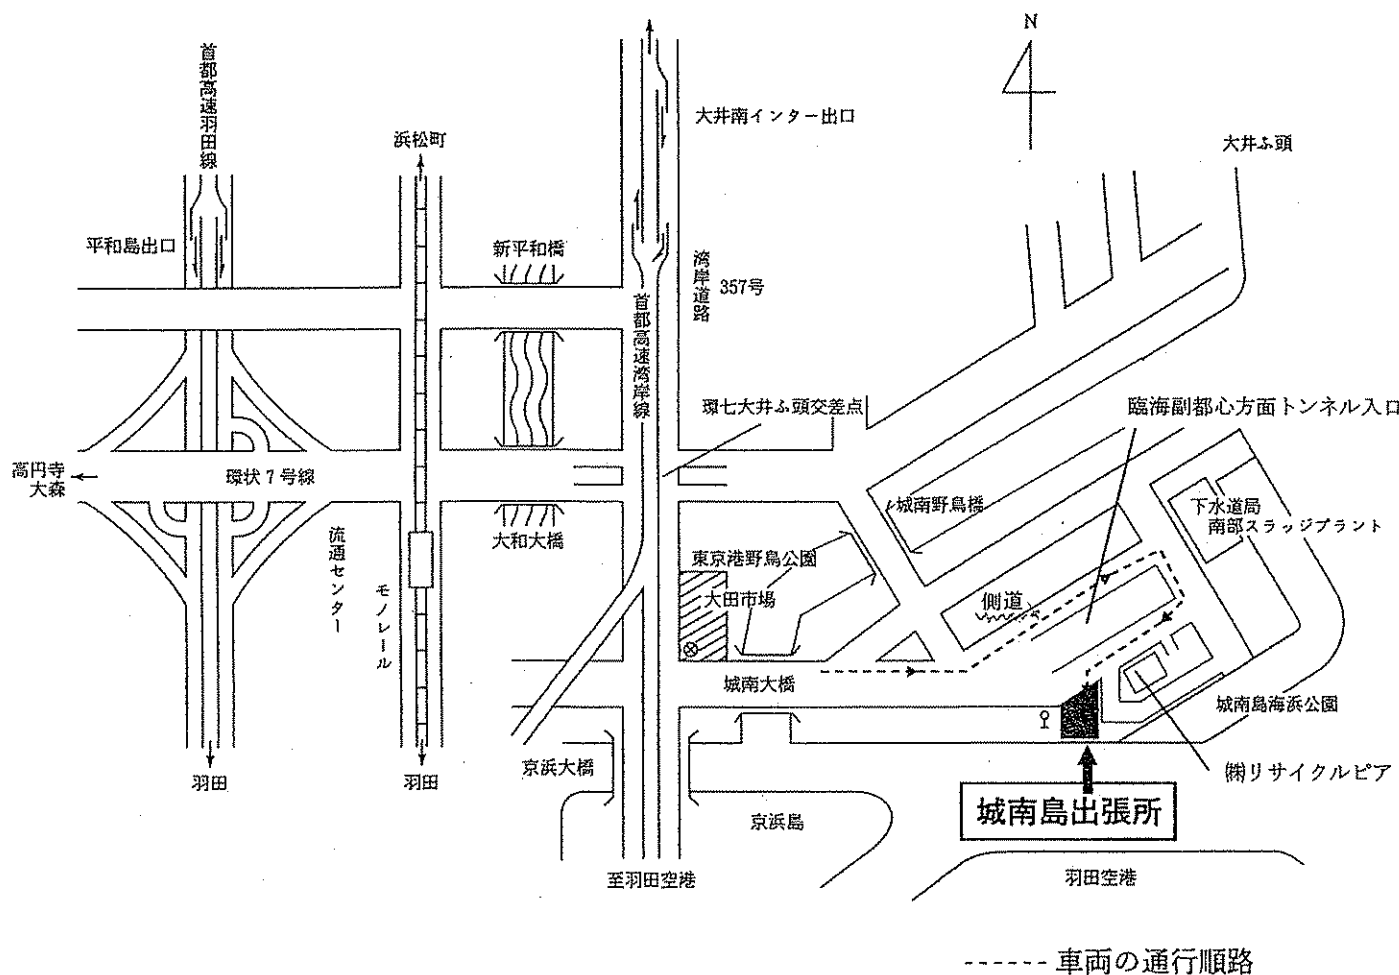 N
首都高速羽田線
浜松町
大井南インター出口
大井ふ頭
平和島出口
新平和橋
湾岸道路
357号
首都高速湾岸線
環七大井ふ頭交差点
臨海副都心方面トンネル入口
高円寺
大森
環状7号線
城南野鳥橋
下水道局
南部スラッジプラント
流通センター
大和大橋
東京港野鳥公園
モノレール
大田市場
側道
城南大橋
城南島海浜公園
羽田
羽田
京浜大橋
㈱リサイクルピア
京浜島
城南島出張所
至羽田空港
羽田空港
車両の通行順路